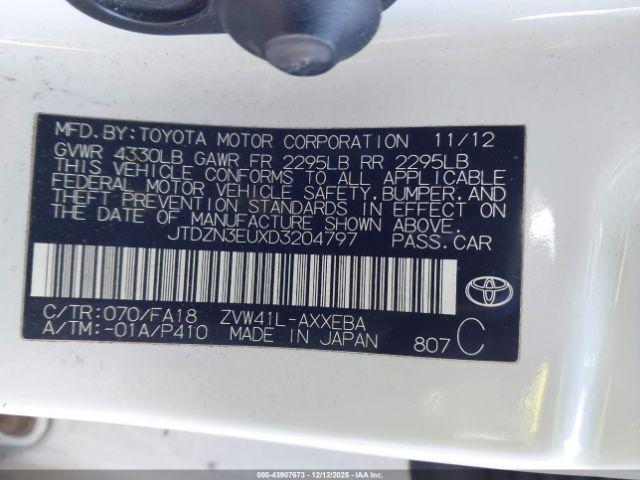 MFD.BY:TOYOTA MOTOR CORPORATION 11/12
GVWR 4330LB GAWR FR 2295LB RR 2295LB
THIS VEHICLE CONFORMS TO ALL APPLICABLE
FEDERAL MOTOR VEHICLE SAFETY,BUMPER,AND
THEFT PREVENTION STANDARDS IN EFFECT ON
THE DATE OF MANUFACTURE SHOWN ABOVE.
JTDZN3EUXD3204797 PASS.CAR
C/TR:070/FA18 ZVW41L-AXXEBA
A/TM:-01A/P410 MADE IN JAPAN 807 C
000-43907673 - 12/12/2025 - IAAI.COM